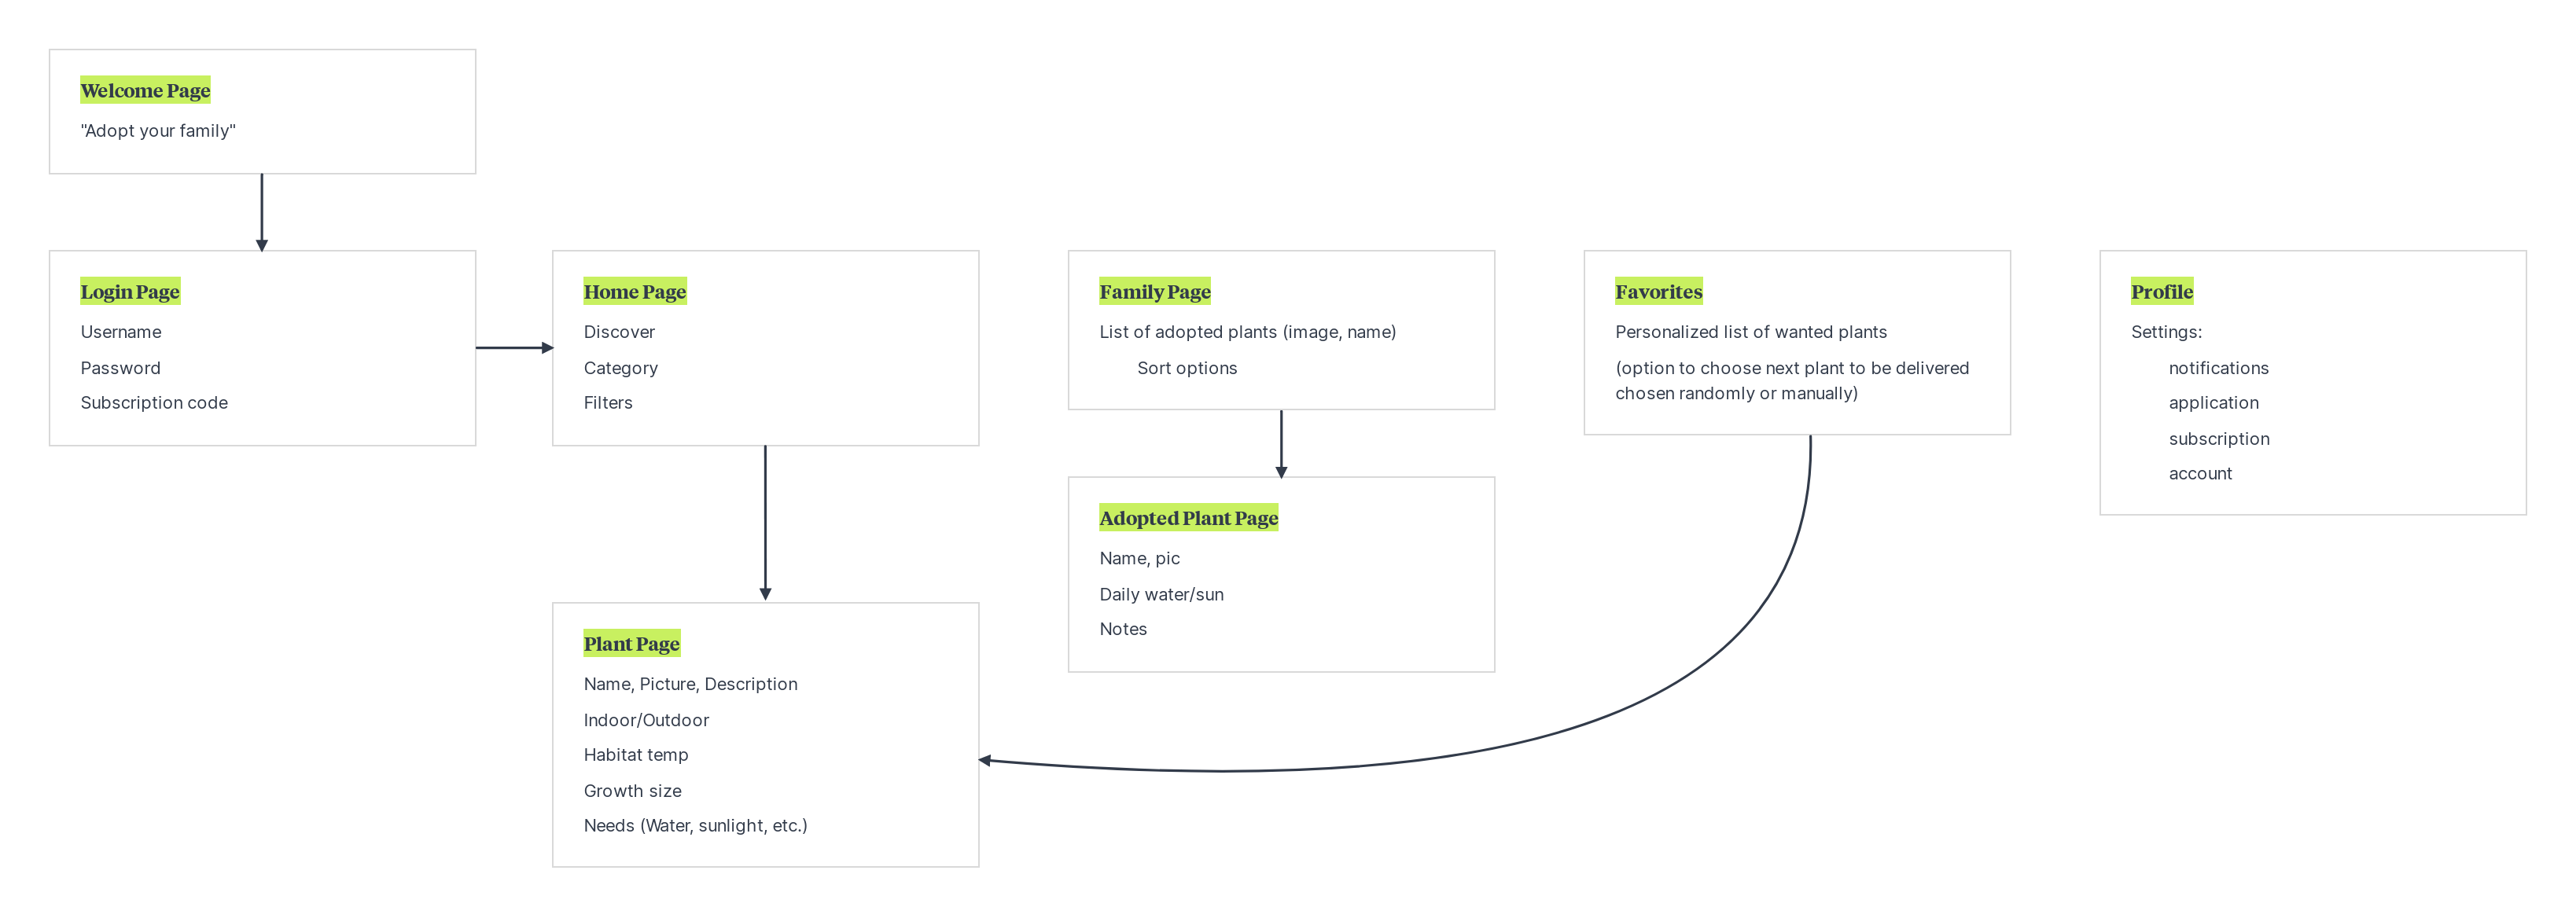 Welcome Page
"Adopt your family"
Login Page
Username
Password
Subscription code
Home Page
Discover
Category
Filters
Family Page
List of adopted plants (image, name)
Sort options
Favorites
Personalized list of wanted plants
(option to choose next plant to be delivered
chosen randomly or manually)
Profile
Settings:
notifications
application
subscription
account
Adopted Plant Page
Name, pic
Daily water/sun
Notes
Plant Page
Name, Picture, Description
Indoor/Outdoor
Habitat temp
Growth size
Needs (Water, sunlight, etc.)